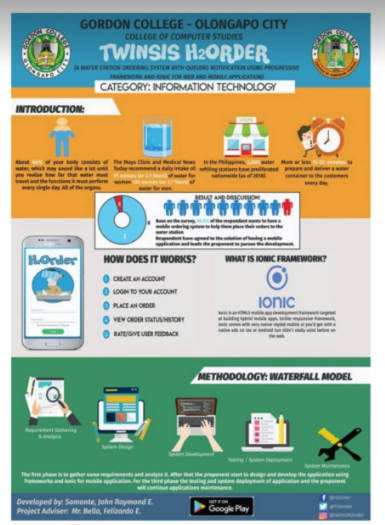 GORDON COLLEGE - OLONGAPO CITY
COLLEGE OF COMPUTER STUDIES
TWINSIS H2ORDER
(A WATER STATION ORDERING SYSTEM WITH QUEUING NOTIFICATION USING PROGRESSIVE
FRAMEWORK AND IONIC FOR WEB AND MOBILE APPLICATION)
CATEGORY: INFORMATION TECHNOLOGY
INTRODUCTION:
About 60% of your body consists of
water, which may sound like a lot until
you realize how far that water must
travel and the functions it must perform
every single day. All of the organs.
The Mayo Clinic and Medical News
Today recommend a daily intake of
of water for
women
water for men.
In the Philippines, water
refilling stations have proliferated
nationwide (as of 2018).
More or less minutes to
prepare and deliver a water
container to the customers
every day.
RESULT AND DISCUSSION:
Base on the survey, of the respondent wants to have a
mobile ordering system to help them place their orders to the
water station
Respondent have agreed to the solution of having a mobile
application and leads the proponent to pursue the development.
H2Order
HOW DOES IT WORKS?
1 CREATE AN ACCOUNT
2 LOGIN TO YOUR ACCOUNT
3 PLACE AN ORDER
4 VIEW ORDER STATUS/HISTORY
5 RATE/GIVE USER FEEDBACK
WHAT IS IONIC FRAMEWORK?
IONIC
Ionic is an HTML5 mobile app development framework targeted
at building hybrid mobile apps. Unlike responsive framework,
ionic comes with very native-styled mobile ui you'd get with a
native sdk on ios or Android but didn't really exist before on
the web.
METHODOLOGY: WATERFALL MODEL
Requirement Gathering
& Analysis
System Design
System Development
Testing / System Deployment
System Maintenance
The first phase is to gather some requirements and analyze it. After that the proponent start to design and develop the application using
frameworks and Ionic for mobile application. For the third phase the testing and system deployment of application and the proponent
will continue applications maintenance.
Developed by: Samonte, John Raymond E.
Project Adviser: Mr. Bello, Felizardo E.
GET IT ON
Google Play